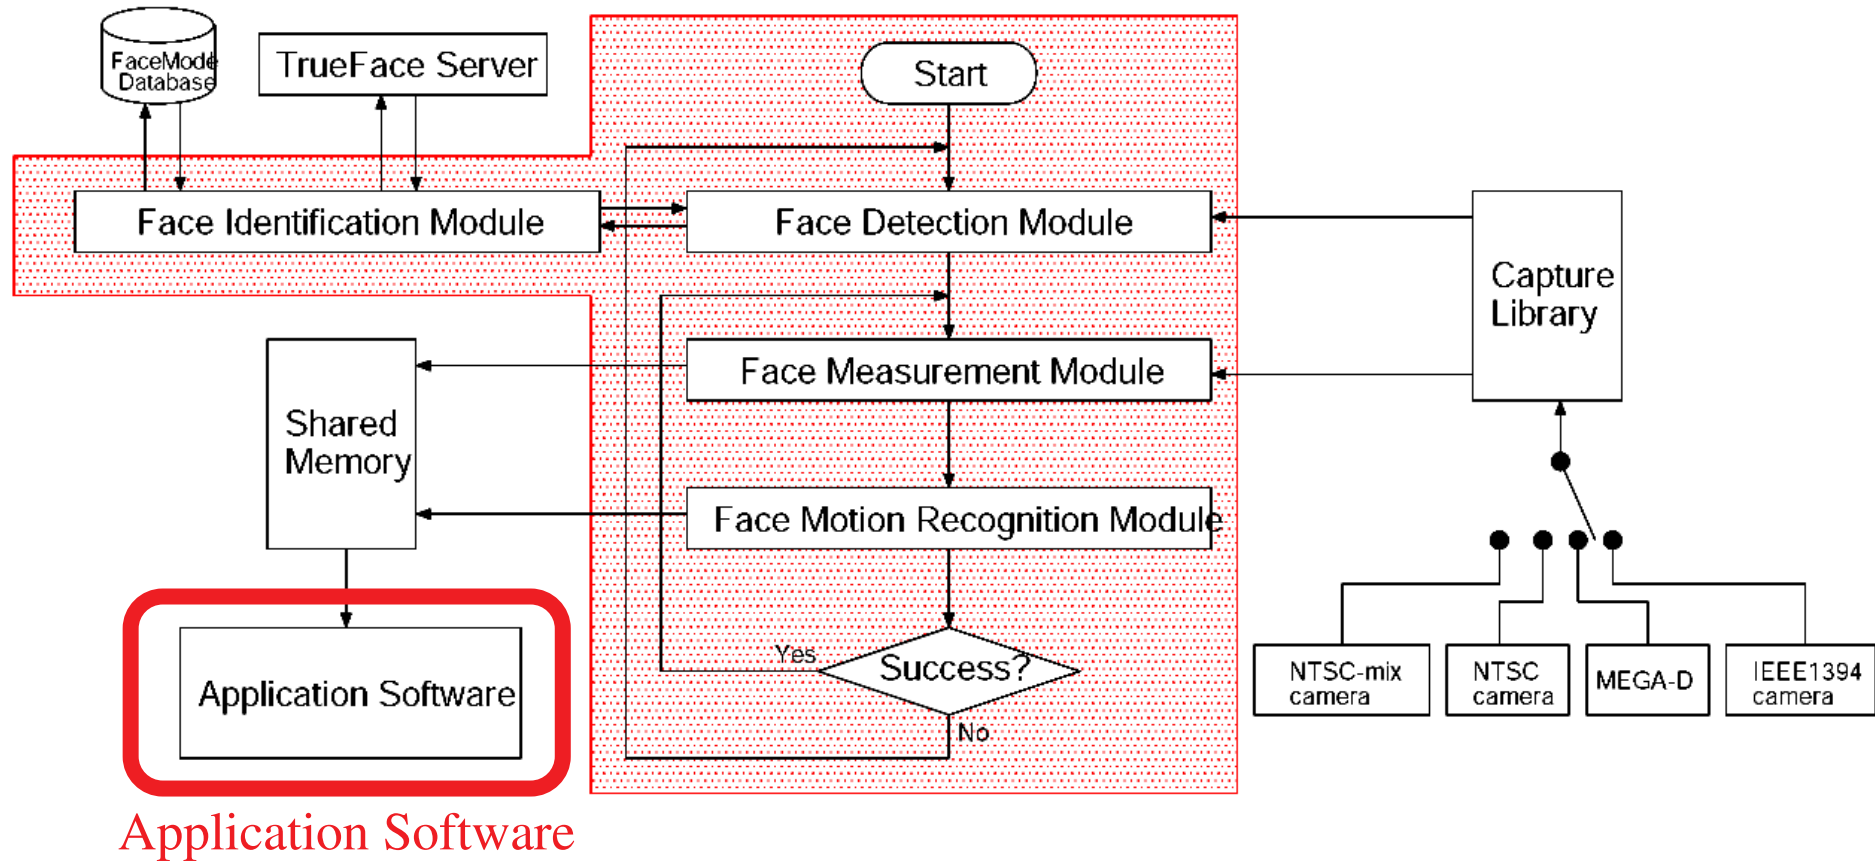 FaceMode
Database
TrueFace Server
Start
Face Identification Module
Face Detection Module
Capture
Library
Face Measurement Module
Shared
Memory
Face Motion Recognition Module
Yes
Success?
No
Application Software
NTSC-mix
camera
NTSC
camera
MEGA-D
IEEE1394
camera
Application Software